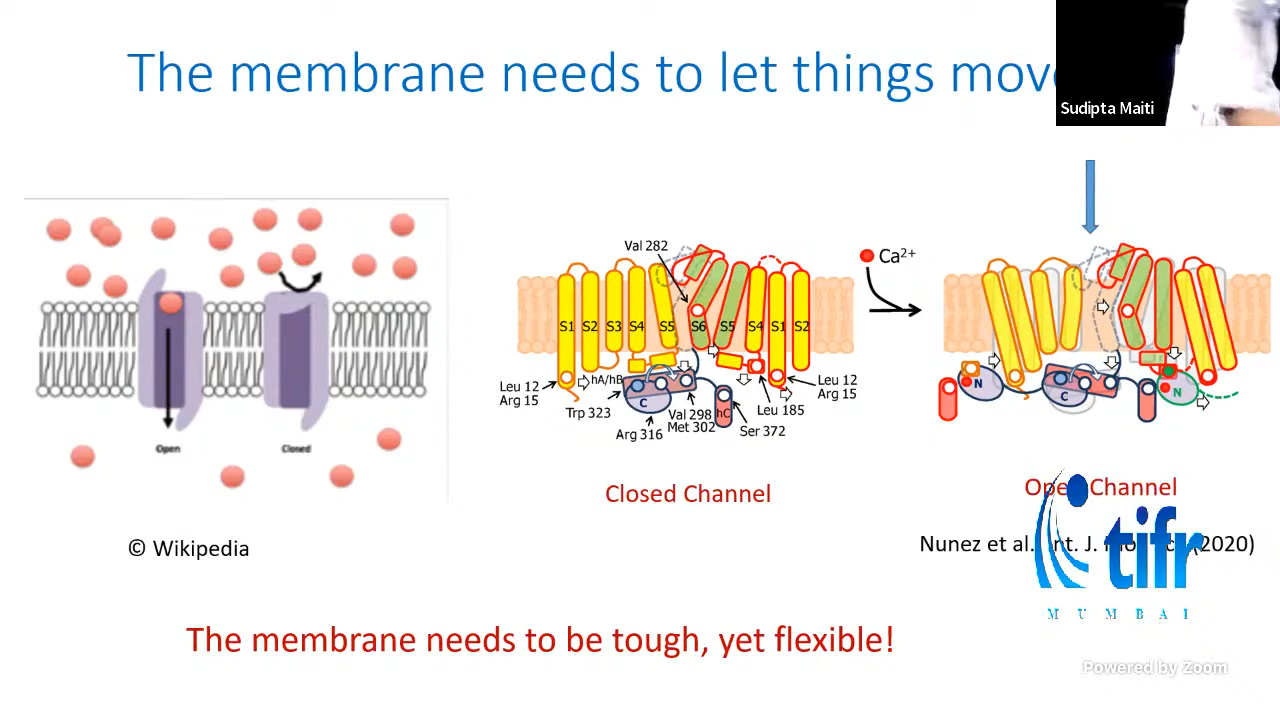 The membrane needs to let things move
Sudipta Maiti
Open
Closed
Val 282
S1 S2 S3 S4 S5 S6 S5 S4 S1 S2
Leu 12
Arg 15
hA/hB
Trp 323
C
Arg 316
Val 298
Met 302
hC
Ser 372
Leu 185
Leu 12
Arg 15
Ca²⁺
N
C
N
Closed Channel
Open Channel
© Wikipedia
Nunez et al. Int. J. (2020)
tifr
MUMBAI
The membrane needs to be tough, yet flexible!
Powered by Zoom